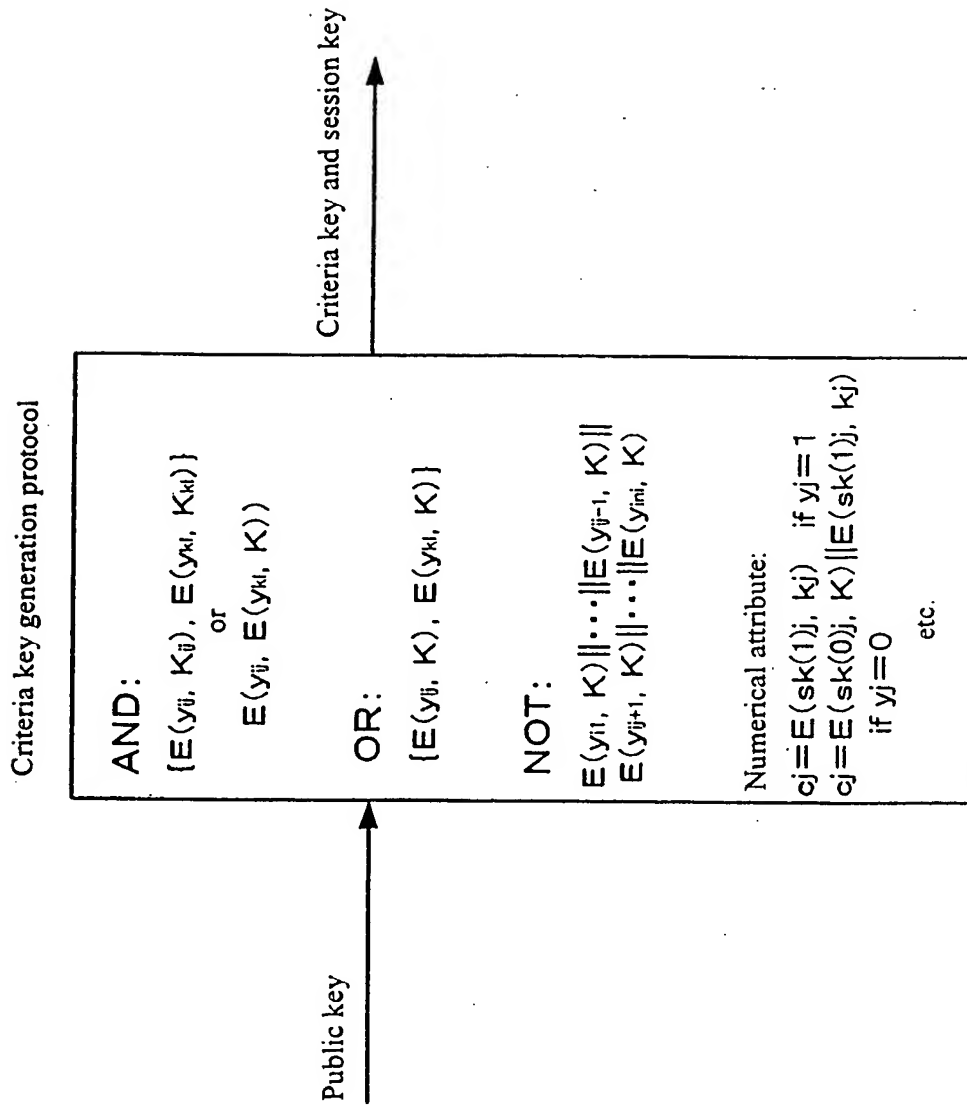 Criteria key generation protocol
Public key
AND:
{E(yij, Kij), E(ykl, Kkl)}
or
E(yij, E(ykl, K))
OR:
{E(yij, K), E(ykl, K)}
NOT:
E(yi1, K)||···||E(yij-1, K)||
E(yij+1, K)||···||E(yini, K)
Numerical attribute:
cj=E(sk(1)j, kj) if yj=1
cj=E(sk(0)j, K)||E(sk(1)j, kj)
if yj=0
etc.
Criteria key and session key